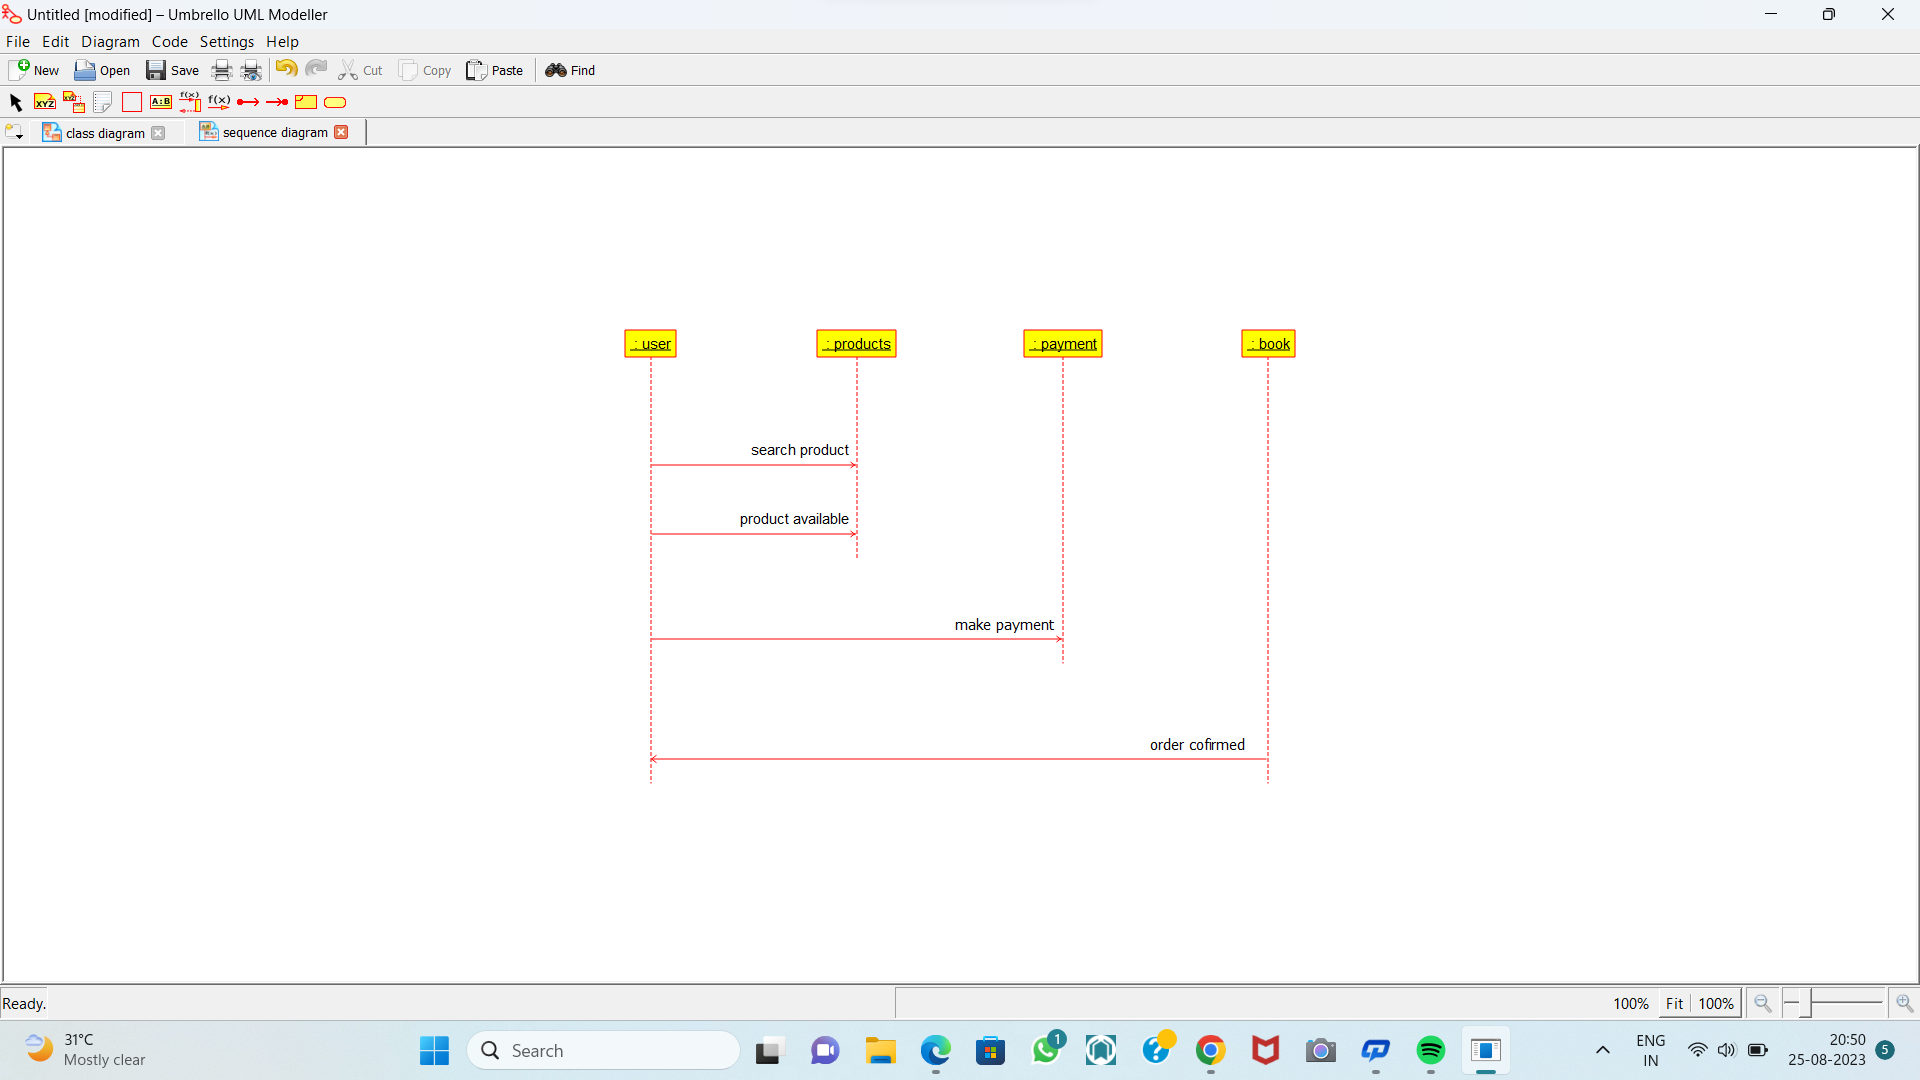 Untitled [modified] – Umbrello UML Modeller
File Edit Diagram Code Settings Help
New Open Save Cut Copy Paste Find
XYZ XYZ A:B f(x) f(x)
class diagram sequence diagram
: user : products : payment : book
search product
product available
make payment
order cofirmed
Ready. 100% Fit 100%
31°C
Mostly clear
Search
1
ENG
IN
20:50
25-08-2023
5